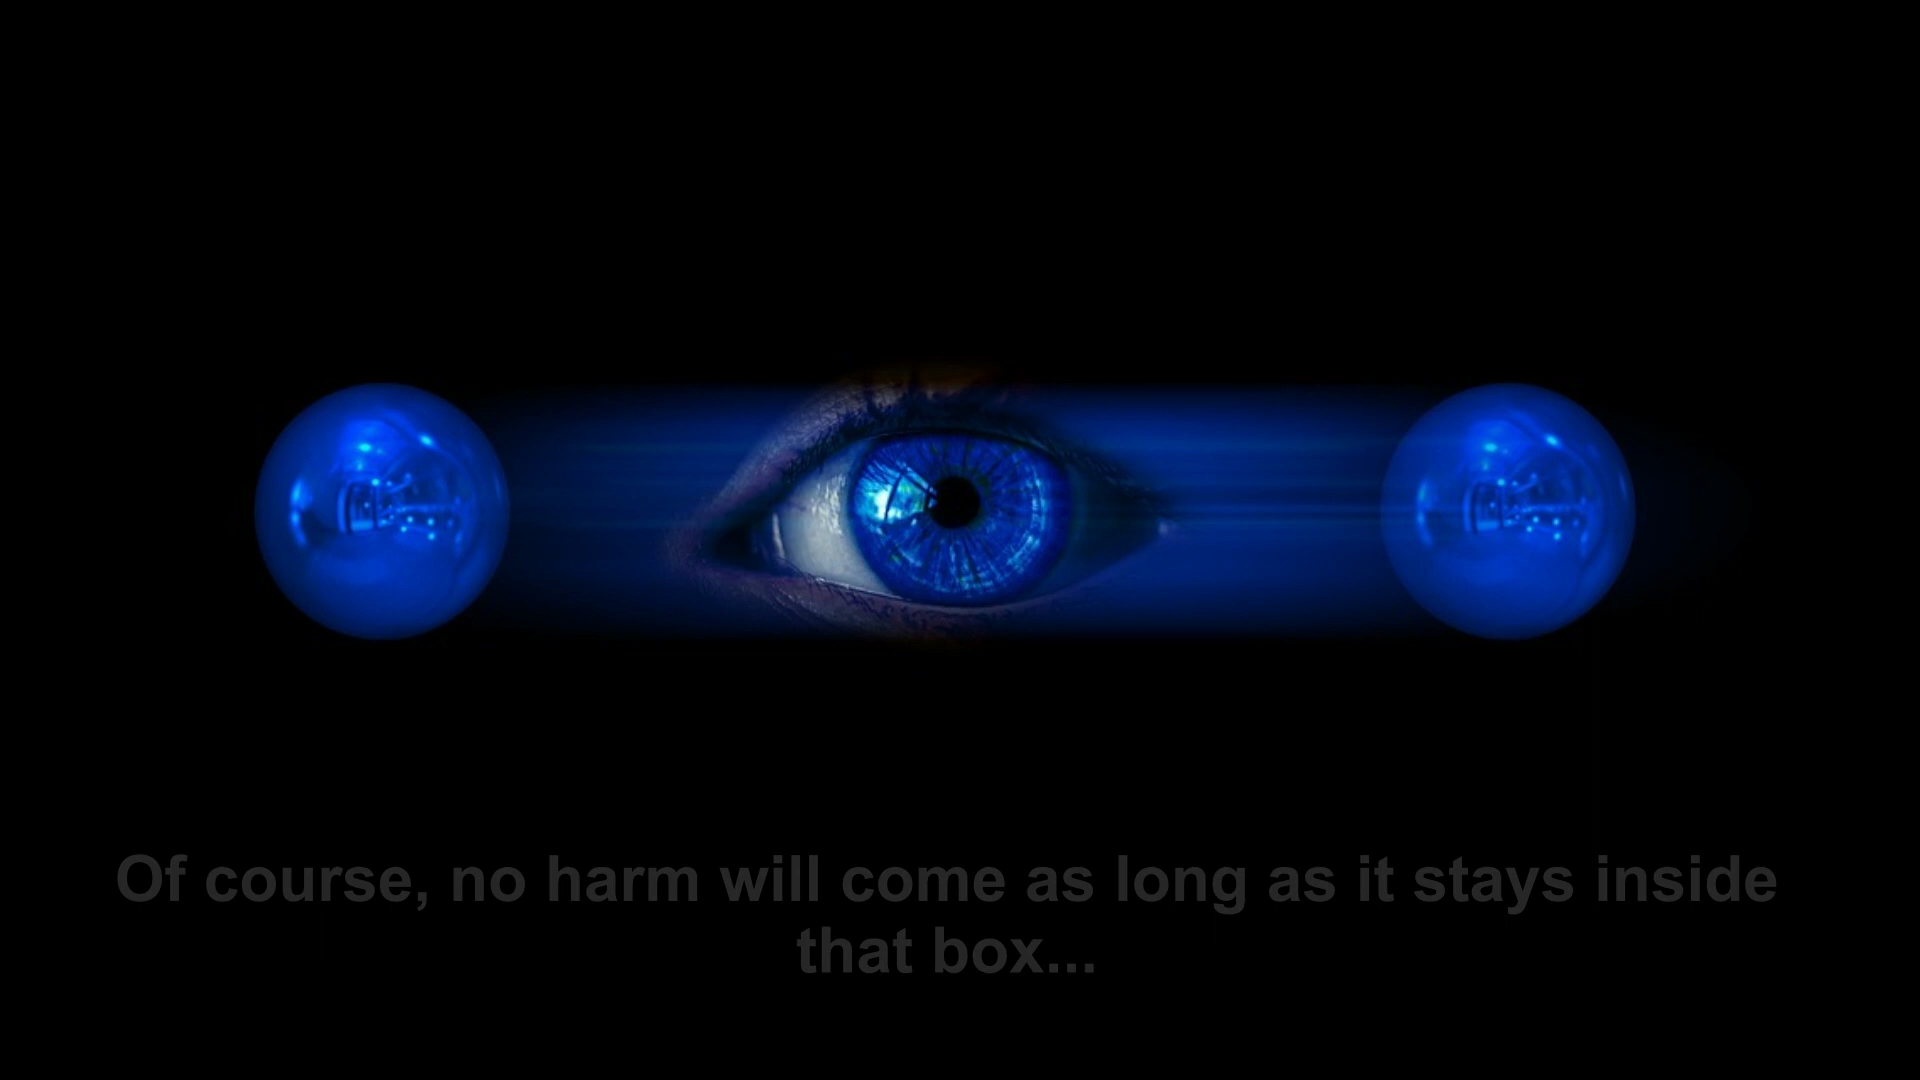 Of course, no harm will come as long as it stays inside
that box...